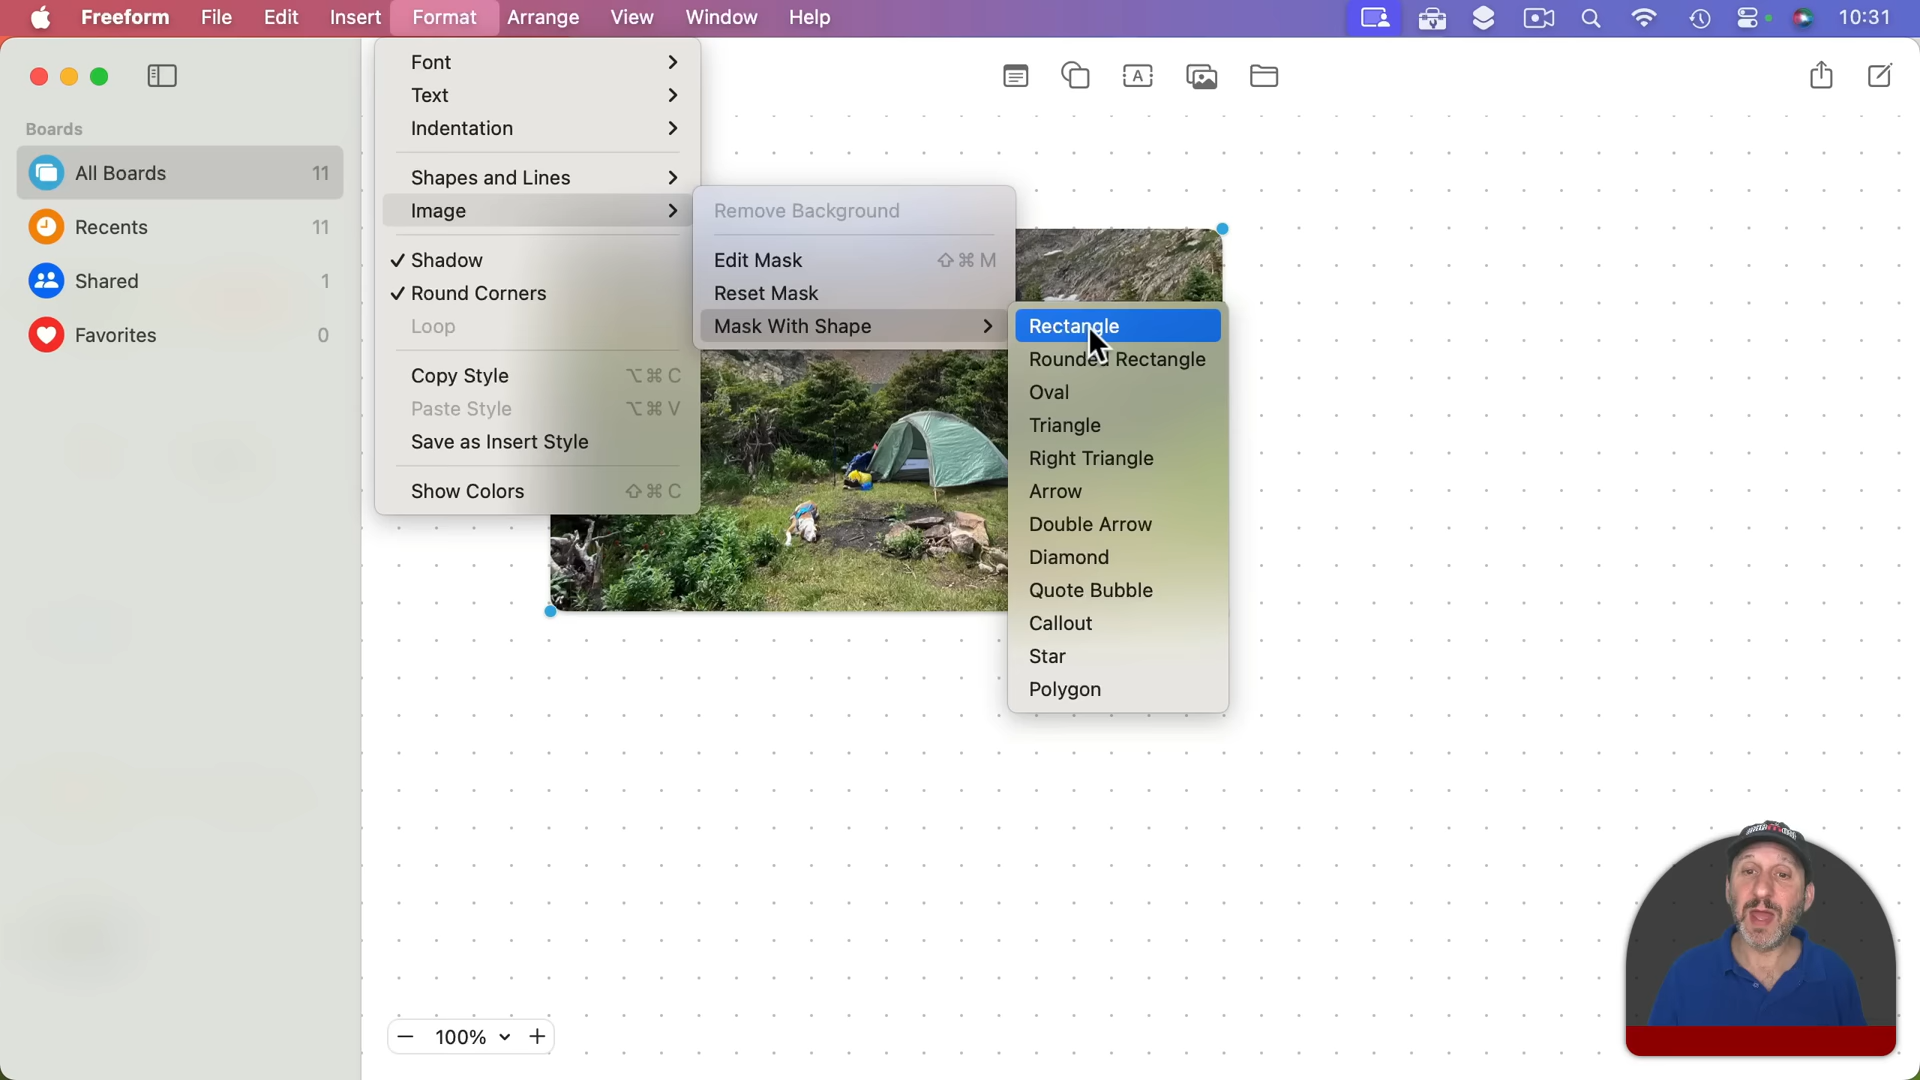 Freeform File Edit Insert Format Arrange View Window Help 10:31
Boards
All Boards 11
Recents 11
Shared 1
Favorites 0
Font
Text
Indentation
Shapes and Lines
Image
✓ Shadow
✓ Round Corners
Loop
Copy Style ⌥⌘C
Paste Style ⌥⌘V
Save as Insert Style
Show Colors ⇧⌘C
Remove Background
Edit Mask ⇧⌘M
Reset Mask
Mask With Shape
Rectangle
Rounded Rectangle
Oval
Triangle
Right Triangle
Arrow
Double Arrow
Diamond
Quote Bubble
Callout
Star
Polygon
A
100%